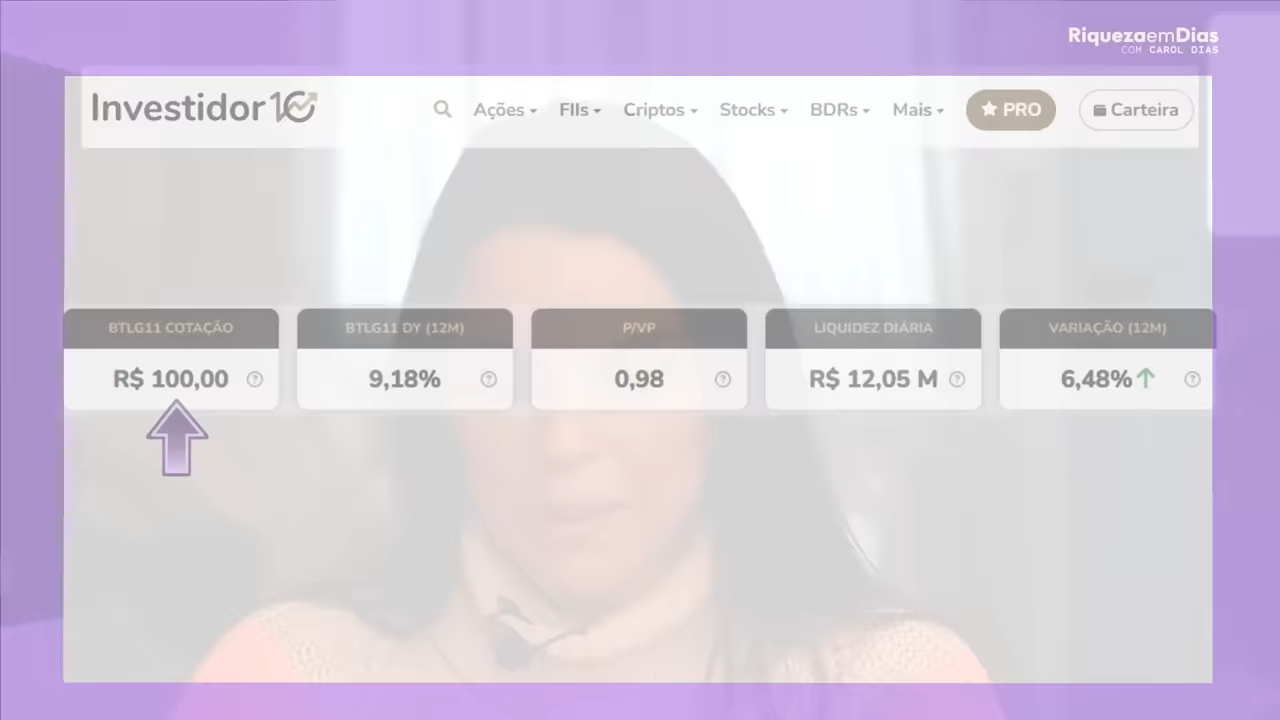 RiquezaemDias
COM CAROL DIAS
Investidor10
Ações
FIIs
Criptos
Stocks
BDRs
Mais
PRO
Carteira
BTLG11 COTAÇÃO
R$ 100,00
BTLG11 DY (12M)
9,18%
P/VP
0,98
LIQUIDEZ DIÁRIA
R$ 12,05 M
VARIAÇÃO (12M)
6,48%